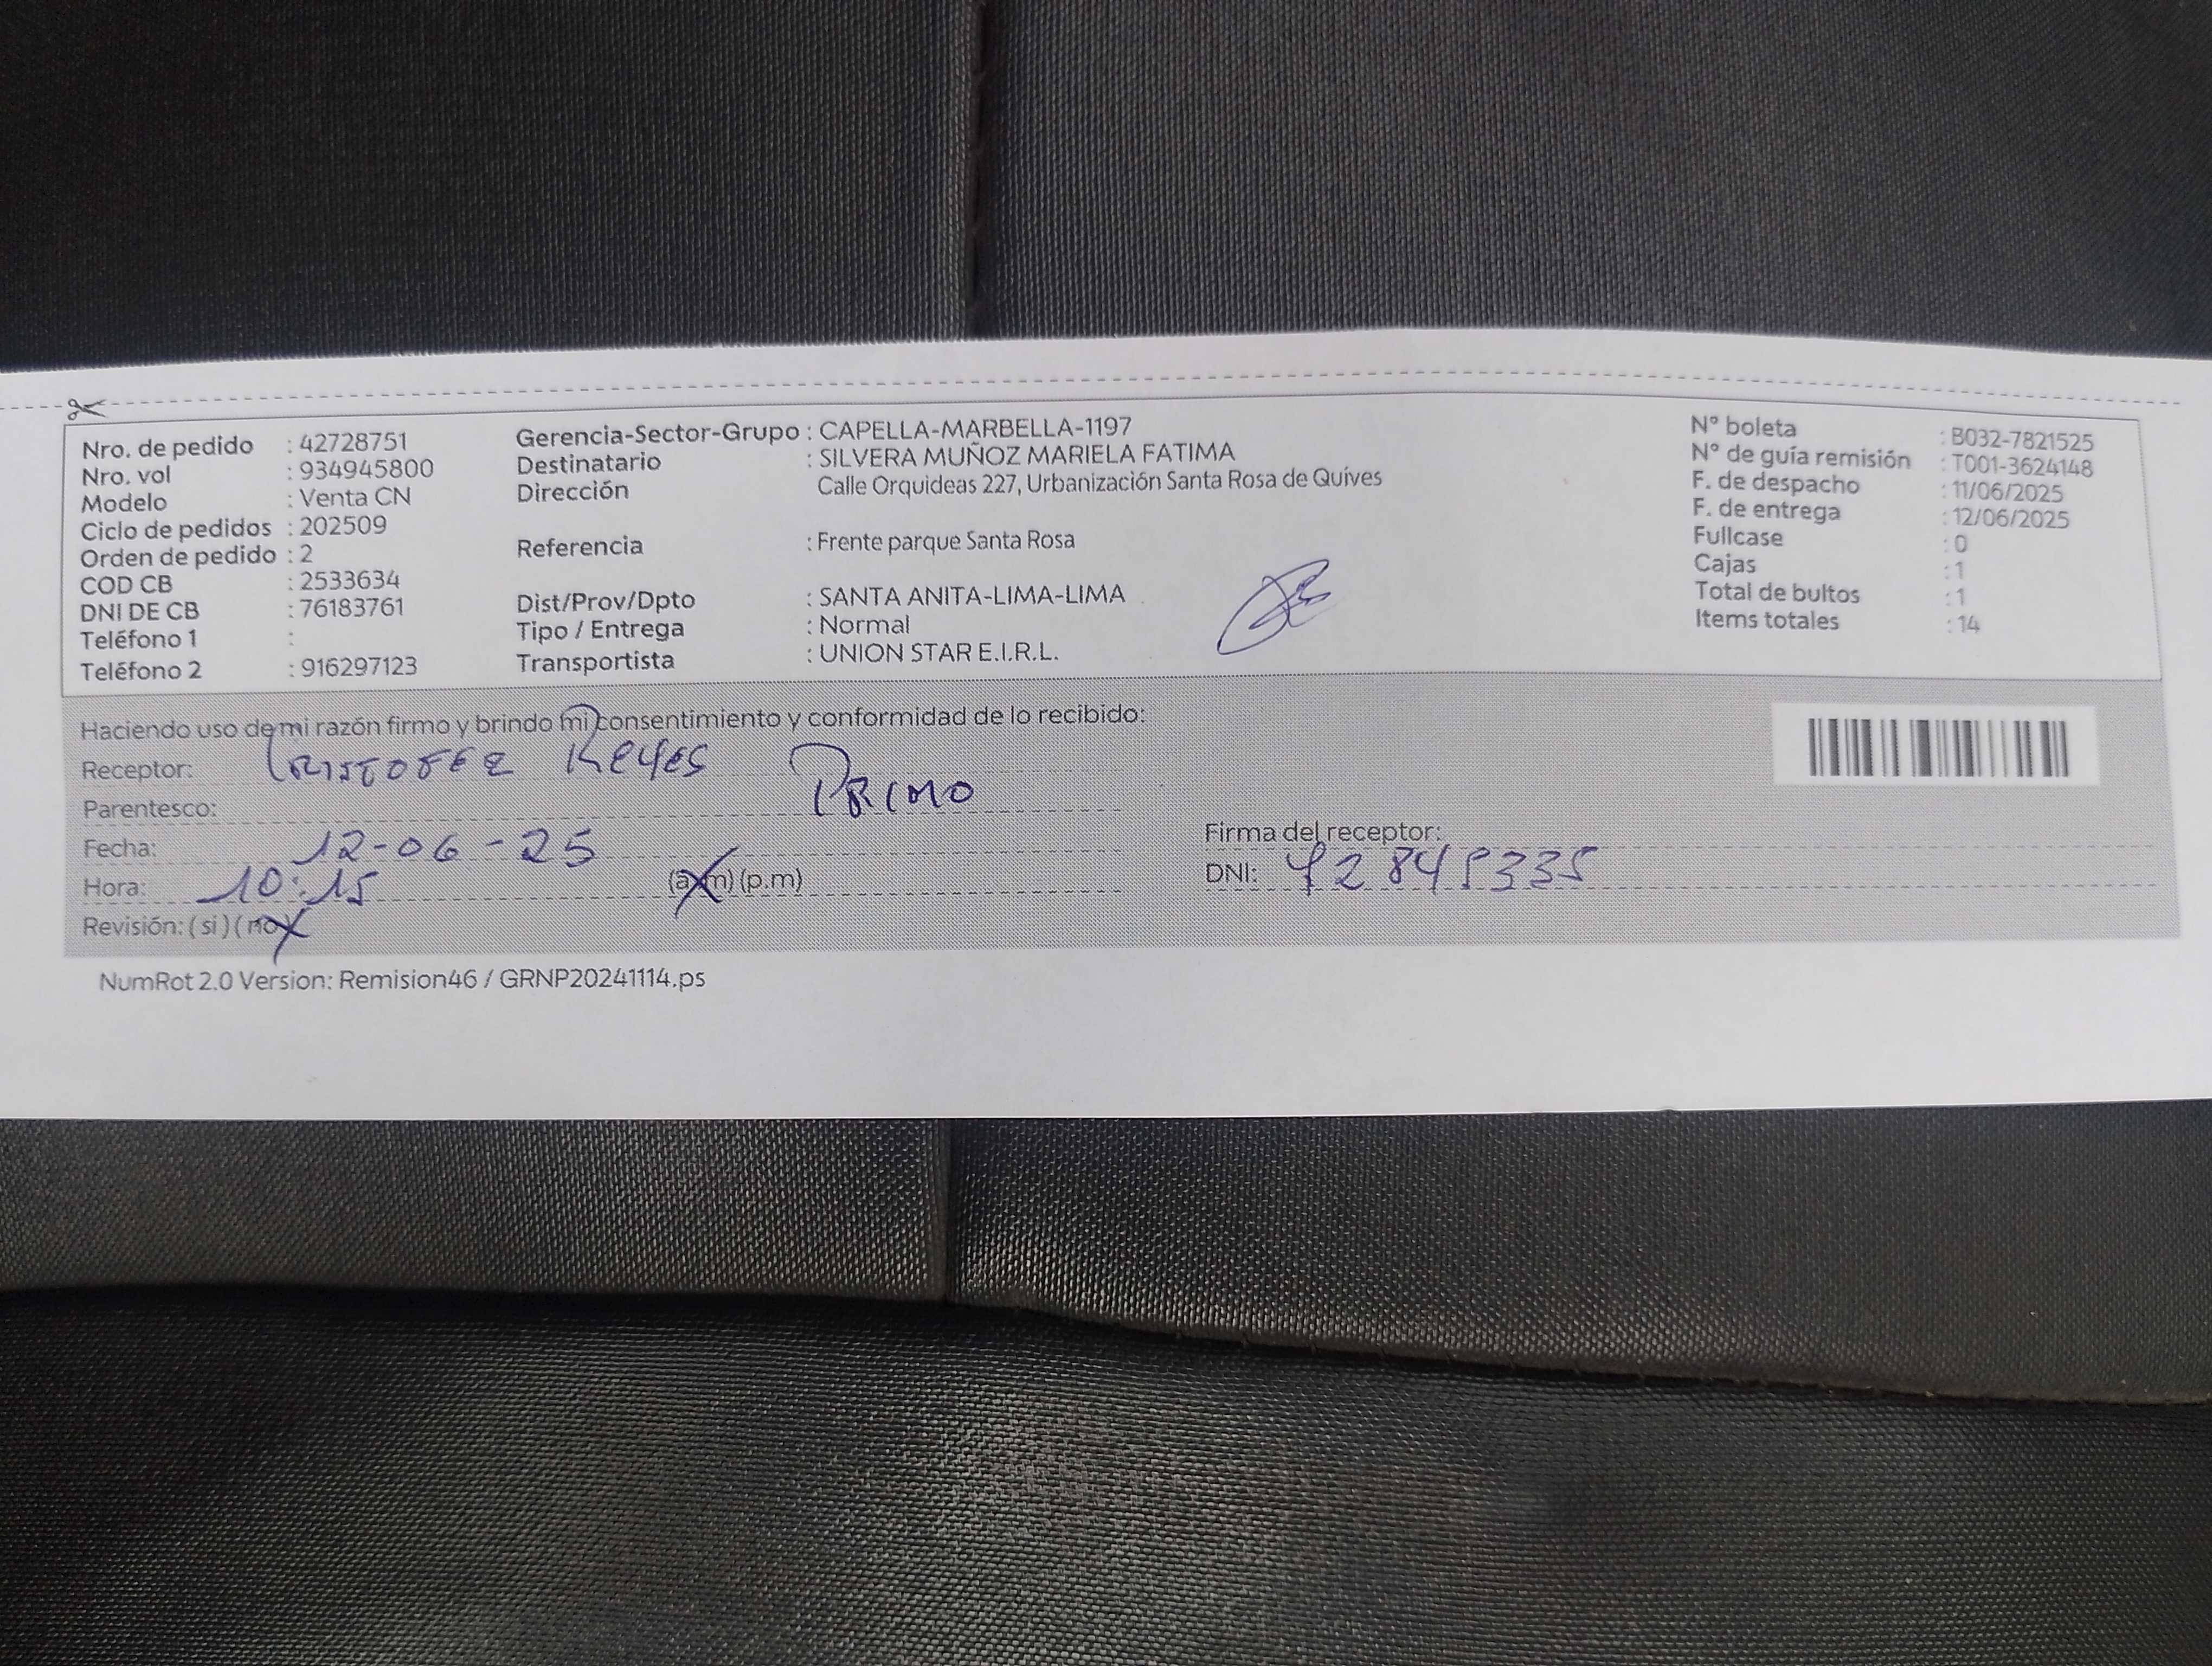 Nro. de pedido : 42728751
Nro. vol : 934945800
Modelo : Venta CN
Ciclo de pedidos : 202509
Orden de pedido : 2
COD CB : 2533634
DNI DE CB : 76183761
Teléfono 1 :
Teléfono 2 : 916297123
Gerencia-Sector-Grupo : CAPELLA-MARBELLA-1197
Destinatario : SILVERA MUÑOZ MARIELA FATIMA
Dirección Calle Orquideas 227, Urbanización Santa Rosa de Quíves
Referencia : Frente parque Santa Rosa
Dist/Prov/Dpto : SANTA ANITA-LIMA-LIMA
Tipo / Entrega : Normal
Transportista : UNION STAR E.I.R.L.
N° boleta : B032-7821525
N° de guía remisión : T001-3624148
F. de despacho : 11/06/2025
F. de entrega : 12/06/2025
Fullcase : 0
Cajas : 1
Total de bultos : 1
Items totales : 14
Haciendo uso de mi razón firmo y brindo mi consentimiento y conformidad de lo recibido:
Receptor: Reyes
Parentesco: PRIMO
Fecha: 12-06-25
Hora: 10:15 (a.m) (p.m)
Revisión: (si) (no)
Firma del receptor:
DNI:
NumRot 2.0 Version: Remision46 / GRNP20241114.ps